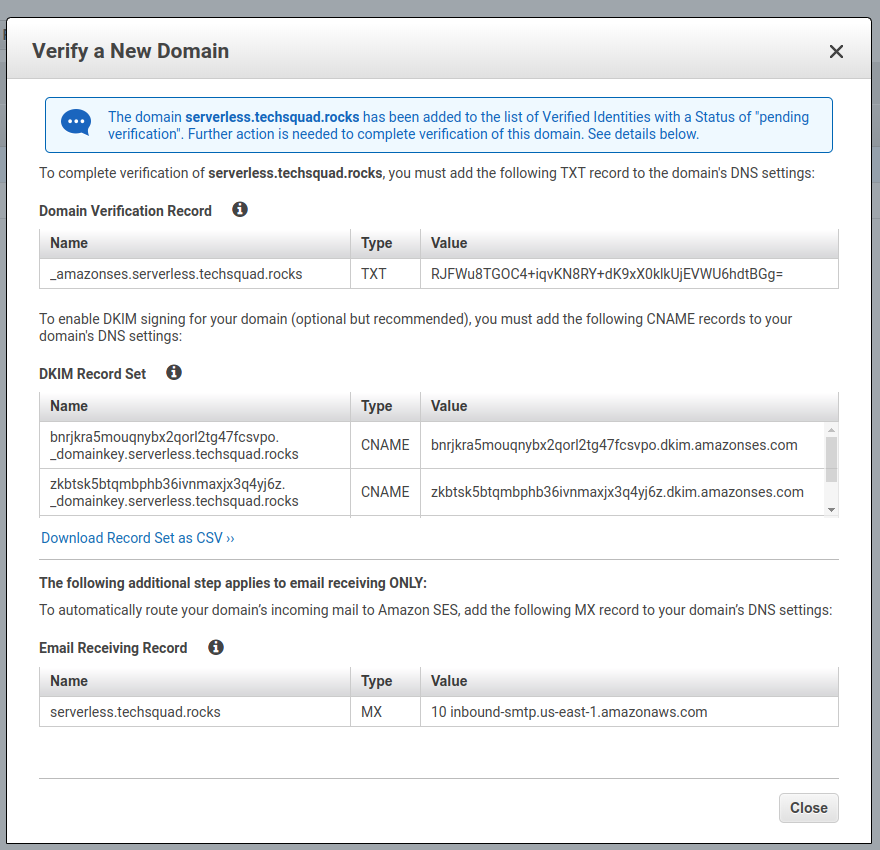 Verify a New Domain
The domain serverless.techsquad.rocks has been added to the list of Verified Identities with a Status of "pending
verification". Further action is needed to complete verification of this domain. See details below.
To complete verification of serverless.techsquad.rocks, you must add the following TXT record to the domain's DNS settings:
Domain Verification Record
Name Type Value
_amazonses.serverless.techsquad.rocks TXT RJFWu8TGOC4+iqvKN8RY+dK9xX0klkUjEVWU6hdtBGg=
To enable DKIM signing for your domain (optional but recommended), you must add the following CNAME records to your
domain's DNS settings:
DKIM Record Set
Name Type Value
bnrjkra5mouqnybx2qorl2tg47fcsvpo.
_domainkey.serverless.techsquad.rocks CNAME bnrjkra5mouqnybx2qorl2tg47fcsvpo.dkim.amazonses.com
zkbtsk5btqmbphb36ivnmaxjx3q4yj6z.
_domainkey.serverless.techsquad.rocks CNAME zkbtsk5btqmbphb36ivnmaxjx3q4yj6z.dkim.amazonses.com
Download Record Set as CSV ››
The following additional step applies to email receiving ONLY:
To automatically route your domain’s incoming mail to Amazon SES, add the following MX record to your domain’s DNS settings:
Email Receiving Record
Name Type Value
serverless.techsquad.rocks MX 10 inbound-smtp.us-east-1.amazonaws.com
Close